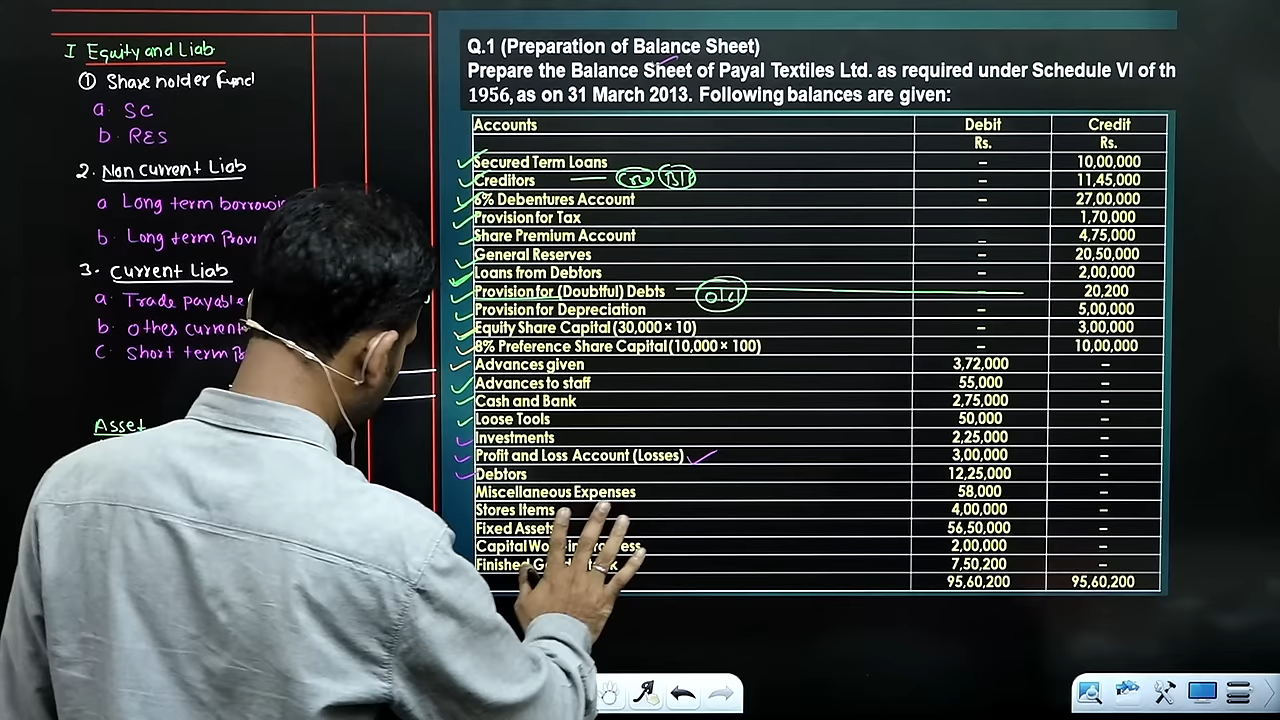 I Equity and Liab
① Share holder fund
a. SC
b. RES
2. Non Current Liab
a Long term
b. Long term
3. Current Liab
a. Trade payable
b. other current
c. Short term
Asset
Q.1 (Preparation of Balance Sheet)
Prepare the Balance Sheet of Payal Textiles Ltd. as required under Schedule VI of th
1956, as on 31 March 2013. Following balances are given:
Accounts Debit Credit
Rs. Rs.
Secured Term Loans – 10,00,000
Creditors – 11,45,000
6% Debentures Account – 27,00,000
Provision for Tax 1,70,000
Share Premium Account – 4,75,000
General Reserves – 20,50,000
Loans from Debtors – 2,00,000
Provision for (Doubtful) Debts old – 20,200
Provision for Depreciation – 5,00,000
Equity Share Capital (30,000 × 10) – 3,00,000
8% Preference Share Capital (10,000 × 100) – 10,00,000
Advances given 3,72,000 –
Advances to staff 55,000 –
Cash and Bank 2,75,000 –
Loose Tools 50,000 –
Investments 2,25,000 –
Profit and Loss Account (Losses) 3,00,000 –
Debtors 12,25,000 –
Miscellaneous Expenses 58,000 –
Stores Items 4,00,000 –
Fixed Assets 56,50,000 –
Capital 2,00,000 –
Finished 7,50,200 –
95,60,200 95,60,200